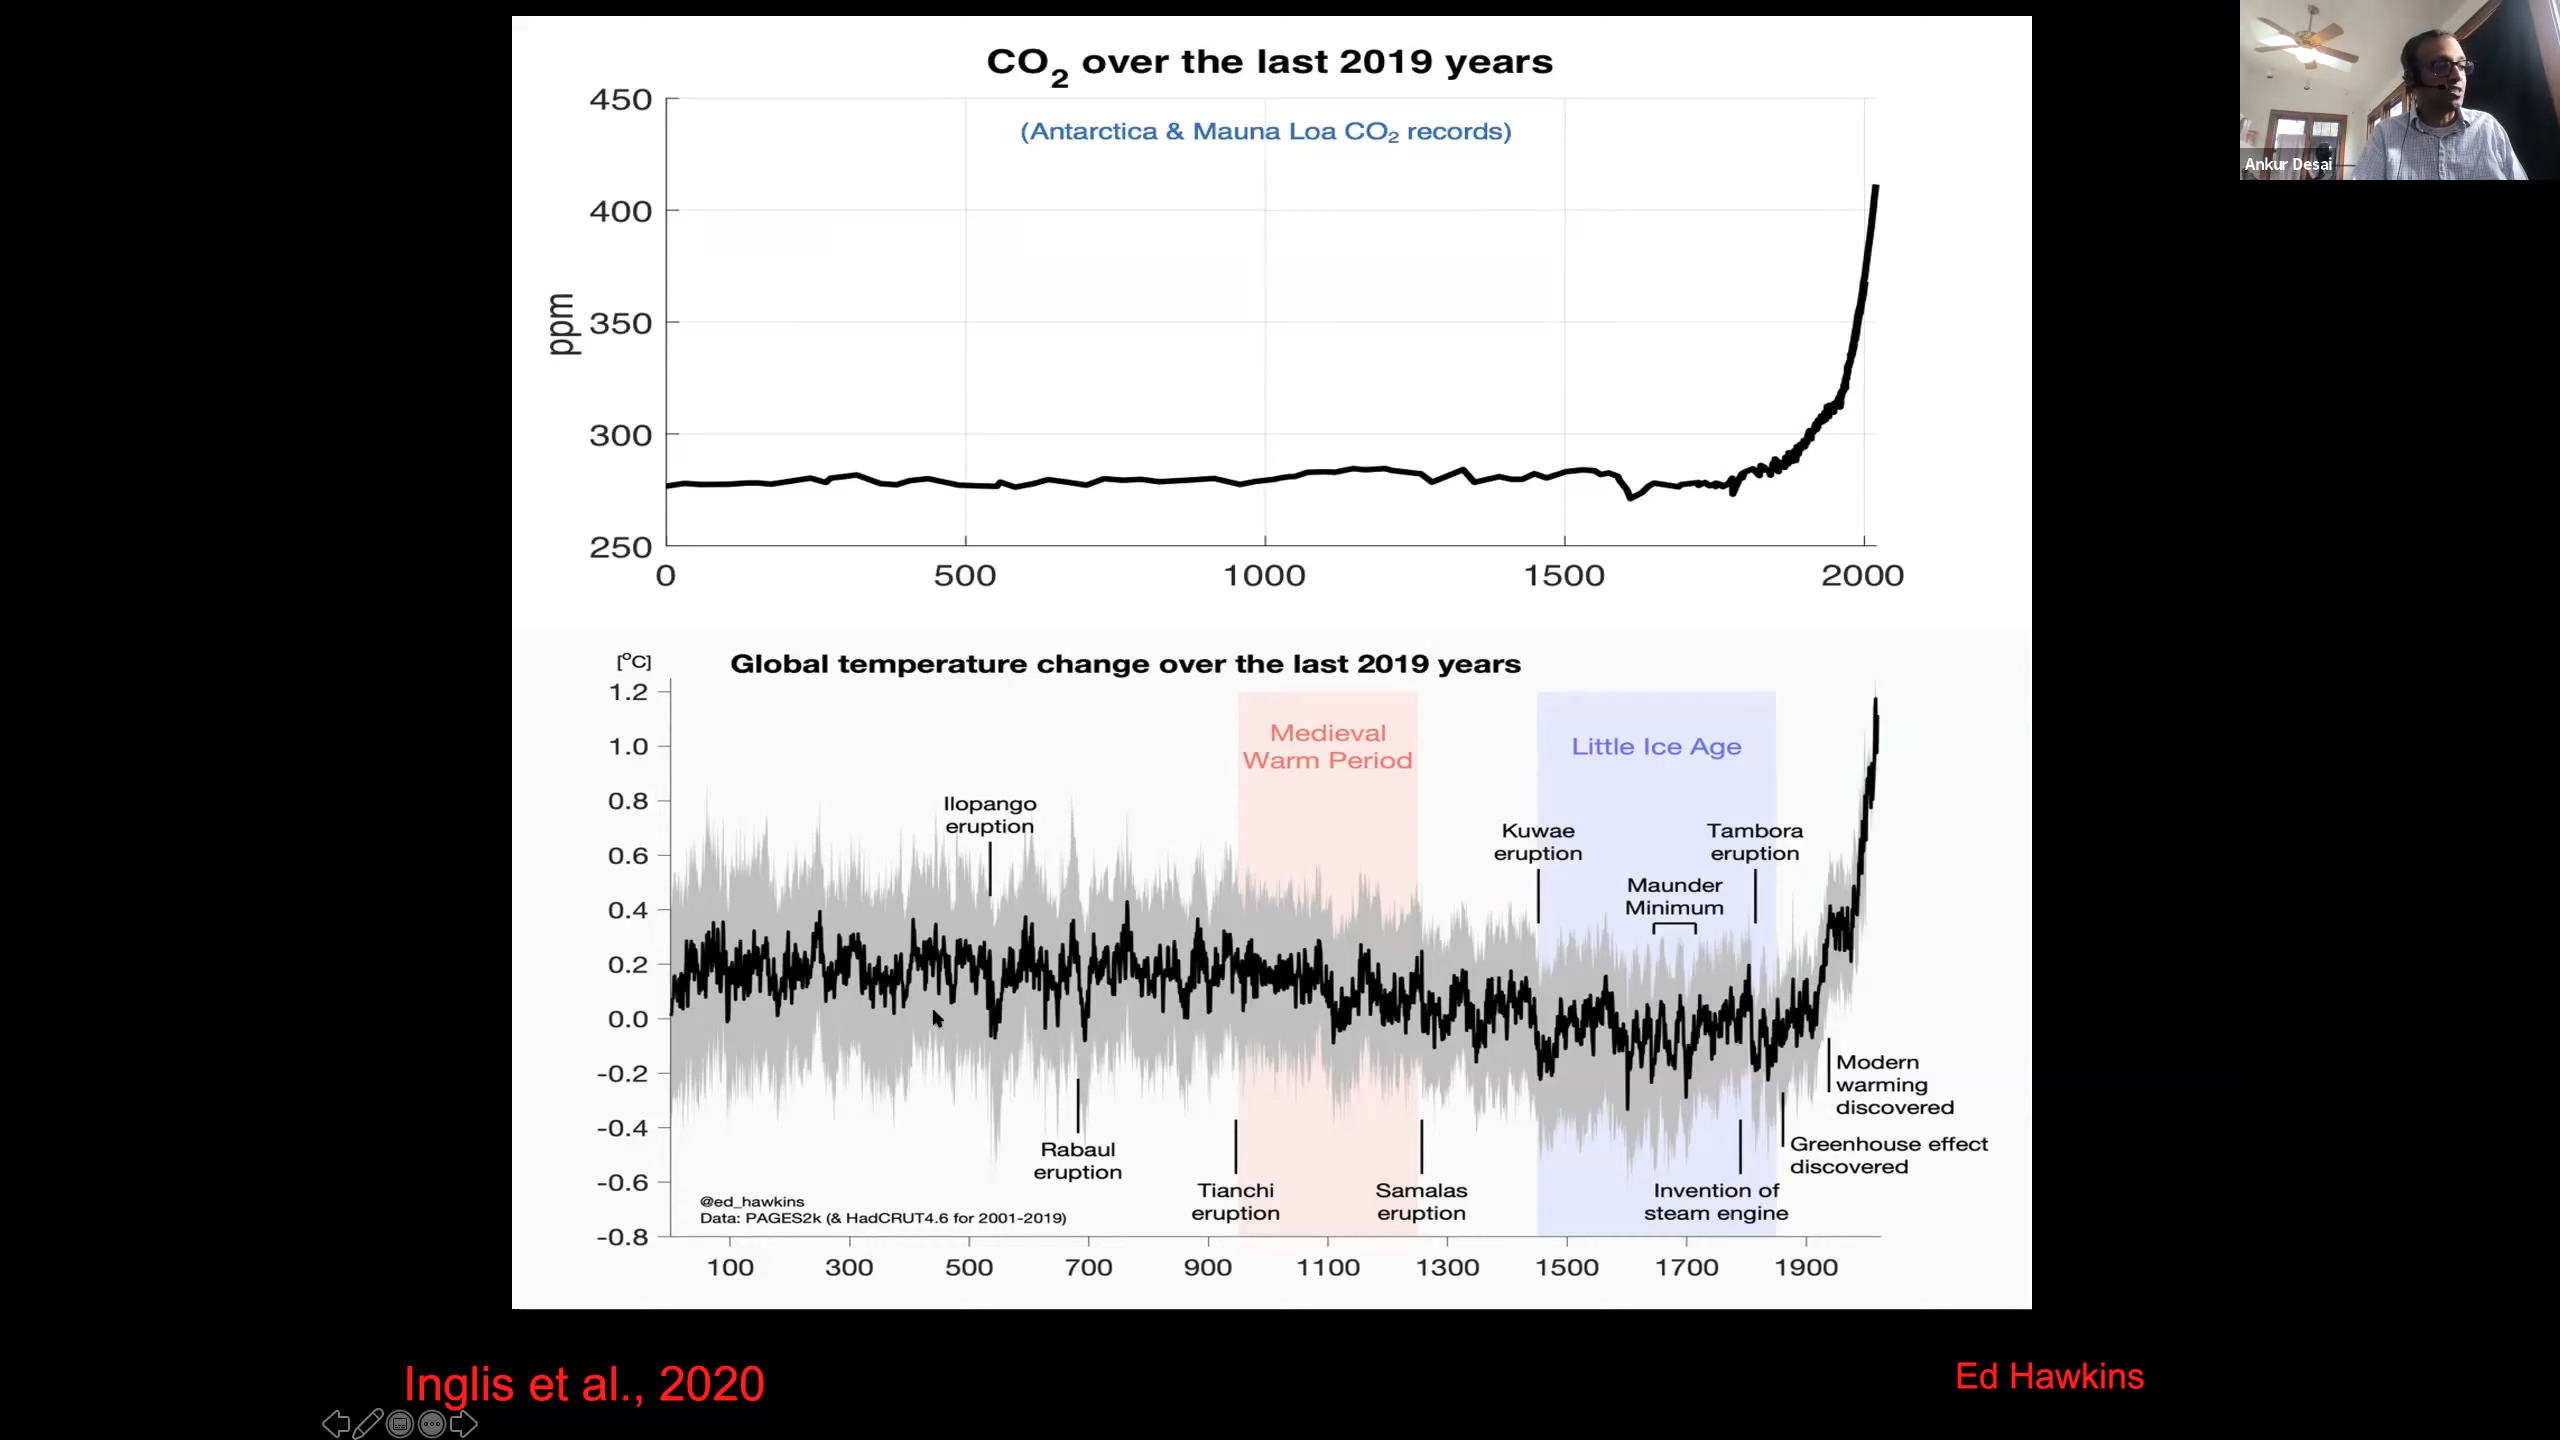 CO₂ over the last 2019 years
(Antarctica & Mauna Loa CO₂ records)
ppm
450
400
350
300
250
0 500 1000 1500 2000
Ankur Desai
[°C]
Global temperature change over the last 2019 years
1.2
1.0
0.8
0.6
0.4
0.2
0.0
-0.2
-0.4
-0.6
-0.8
Medieval
Warm Period
Little Ice Age
Ilopango
eruption
Kuwae
eruption
Tambora
eruption
Maunder
Minimum
Rabaul
eruption
Tianchi
eruption
Samalas
eruption
Invention of
steam engine
Modern
warming
discovered
Greenhouse effect
discovered
@ed_hawkins
Data: PAGES2k (& HadCRUT4.6 for 2001-2019)
100 300 500 700 900 1100 1300 1500 1700 1900
Inglis et al., 2020
Ed Hawkins